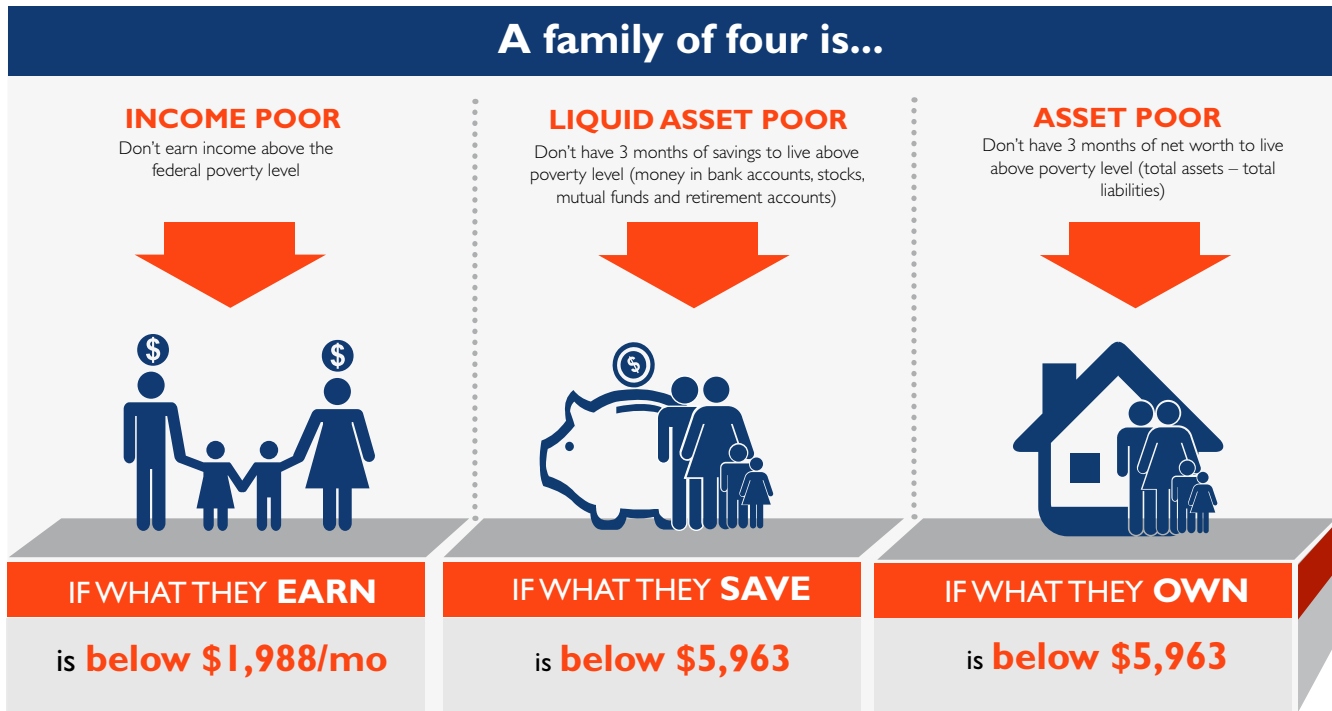 A family of four is...
INCOME POOR
Don't earn income above the
federal poverty level
$
$
IF WHAT THEY EARN
is below $1,988/mo
LIQUID ASSET POOR
Don't have 3 months of savings to live above
poverty level (money in bank accounts, stocks,
mutual funds and retirement accounts)
$
IF WHAT THEY SAVE
is below $5,963
ASSET POOR
Don't have 3 months of net worth to live
above poverty level (total assets – total
liabilities)
IF WHAT THEY OWN
is below $5,963